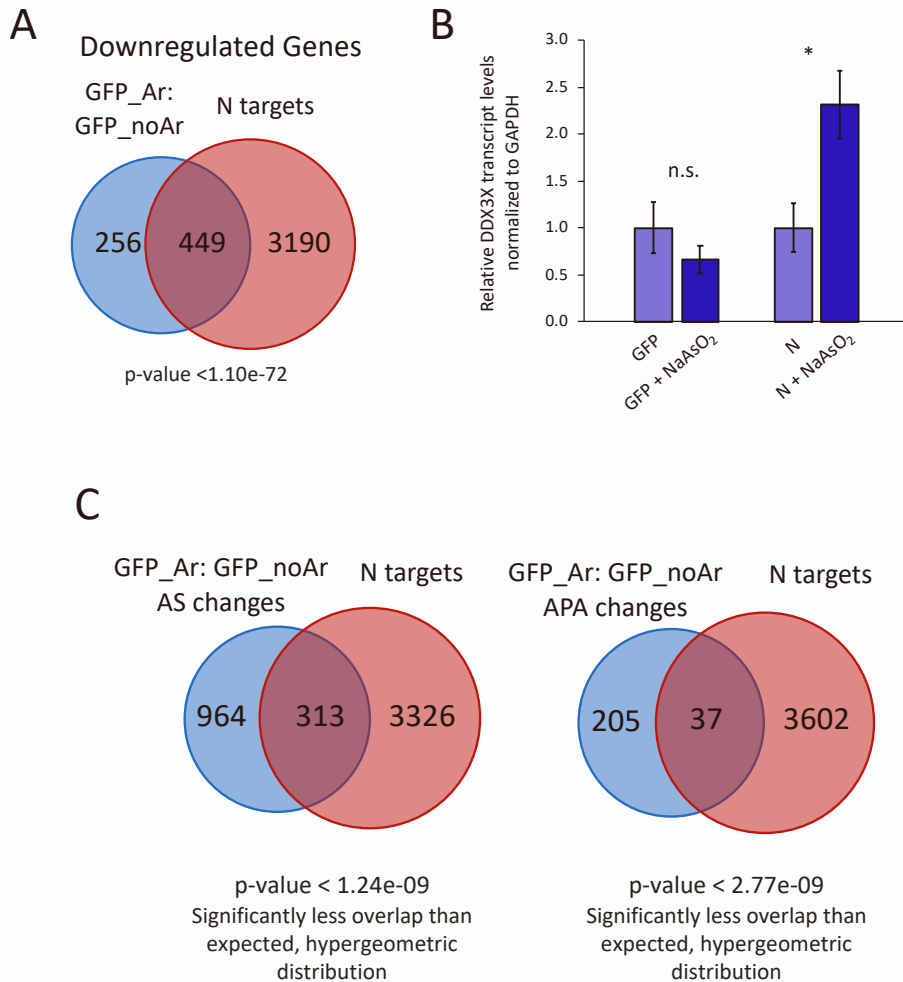 A
Downregulated Genes
GFP_Ar:
GFP_noAr
N targets
256
449
3190
p-value <1.10e-72
B
Relative DDX3X transcript levels
normalized to GAPDH
3.0
2.5
2.0
1.5
1.0
0.5
0.0
n.s.
*
GFP
GFP + NaAsO₂
N
N + NaAsO₂
C
GFP_Ar: GFP_noAr
AS changes
N targets
964
313
3326
p-value < 1.24e-09
Significantly less overlap than
expected, hypergeometric
distribution
GFP_Ar: GFP_noAr
APA changes
N targets
205
37
3602
p-value < 2.77e-09
Significantly less overlap than
expected, hypergeometric
distribution